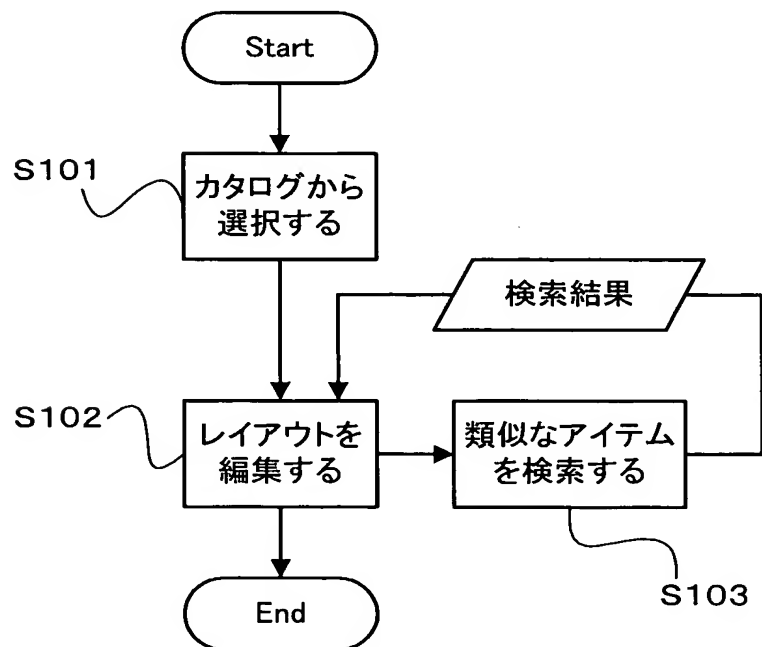 Start
S101
カタログから
選択する
検索結果
S102
レイアウトを
編集する
類似なアイテム
を検索する
End
S103